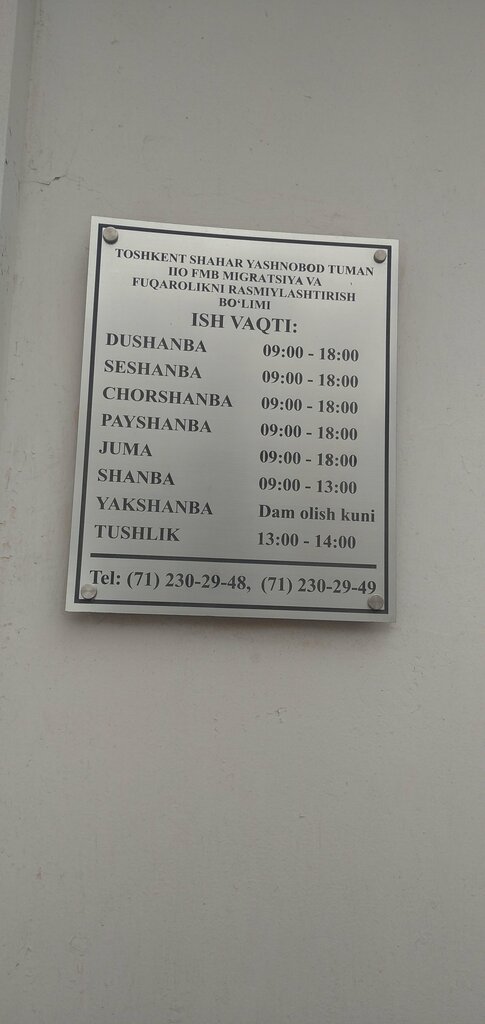 TOSHKENT SHAHAR YASHNOBOD TUMAN
IIO FMB MIGRATSIYA VA
FUQAROLIKNI RASMIYLASHTIRISH
BO‘LIMI
ISH VAQTI:
DUSHANBA 09:00 - 18:00
SESHANBA 09:00 - 18:00
CHORSHANBA 09:00 - 18:00
PAYSHANBA 09:00 - 18:00
JUMA 09:00 - 18:00
SHANBA 09:00 - 13:00
YAKSHANBA Dam olish kuni
TUSHLIK 13:00 - 14:00
Tel: (71) 230-29-48, (71) 230-29-49